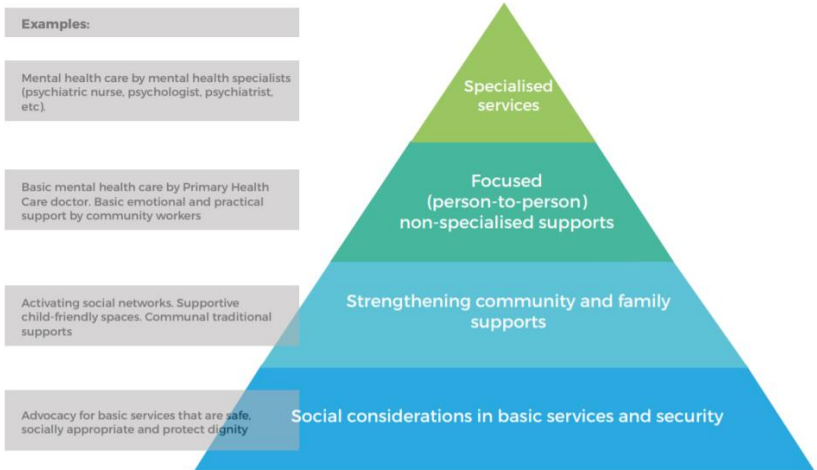 Examples:
Mental health care by mental health specialists
(psychiatric nurse, psychologist, psychiatrist,
etc).
Specialised
services
Basic mental health care by Primary Health
Care doctor. Basic emotional and practical
support by community workers
Focused
(person-to-person)
non-specialised supports
Activating social networks. Supportive
child-friendly spaces. Communal traditional
supports
Strengthening community and family
supports
Advocacy for basic services that are safe,
socially appropriate and protect dignity
Social considerations in basic services and security